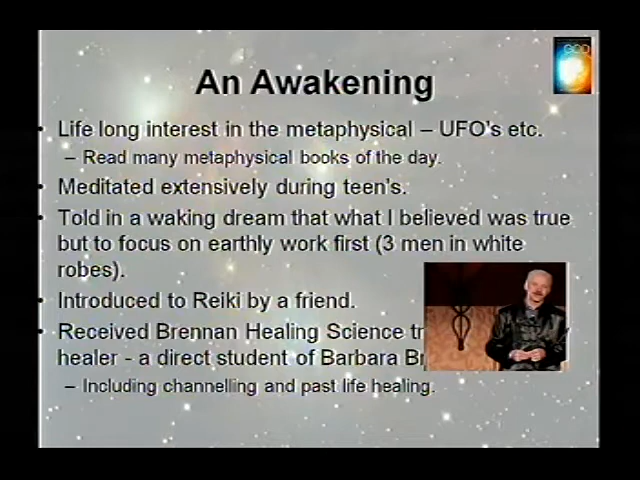 GOD
An Awakening
• Life long interest in the metaphysical – UFO's etc.
– Read many metaphysical books of the day.
• Meditated extensively during teen's.
• Told in a waking dream that what I believed was true
but to focus on earthly work first (3 men in white
robes).
• Introduced to Reiki by a friend.
• Received Brennan Healing Science
healer - a direct student of Barbara
– Including channelling and past life healing.